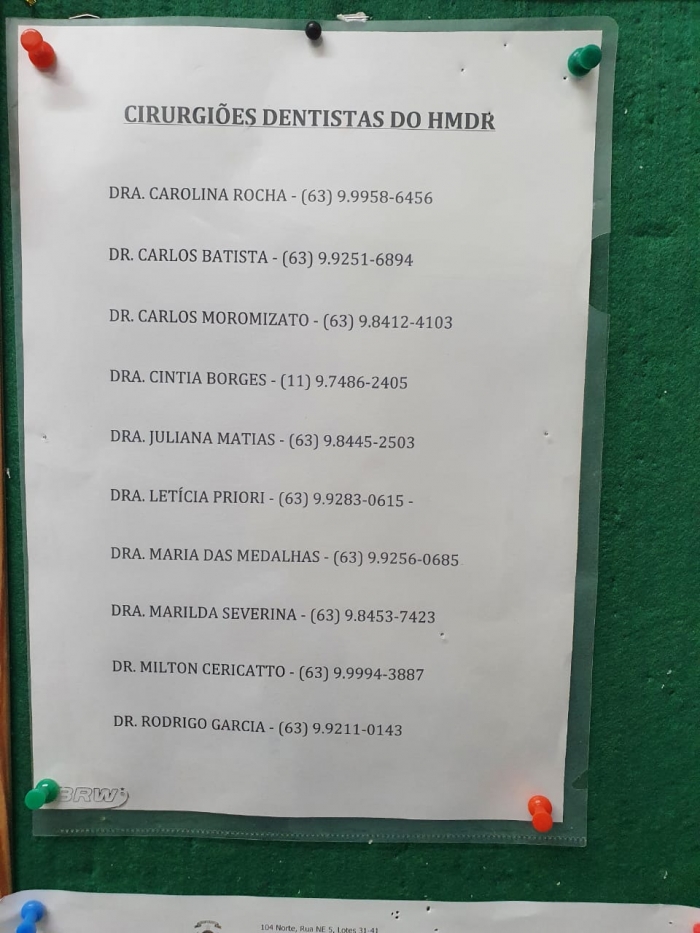 CIRURGIÕES DENTISTAS DO HMDR
DRA. CAROLINA ROCHA - (63) 9.9958-6456
DR. CARLOS BATISTA - (63) 9.9251-6894
DR. CARLOS MOROMIZATO - (63) 9.8412-4103
DRA. CINTIA BORGES - (11) 9.7486-2405
DRA. JULIANA MATIAS - (63) 9.8445-2503
DRA. LETÍCIA PRIORI - (63) 9.9283-0615 -
DRA. MARIA DAS MEDALHAS - (63) 9.9256-0685
DRA. MARILDA SEVERINA - (63) 9.8453-7423
DR. MILTON CERICATTO - (63) 9.9994-3887
DR. RODRIGO GARCIA - (63) 9.9211-0143
BRW
104 Norte, Rua NE 5, Lotes 31-41